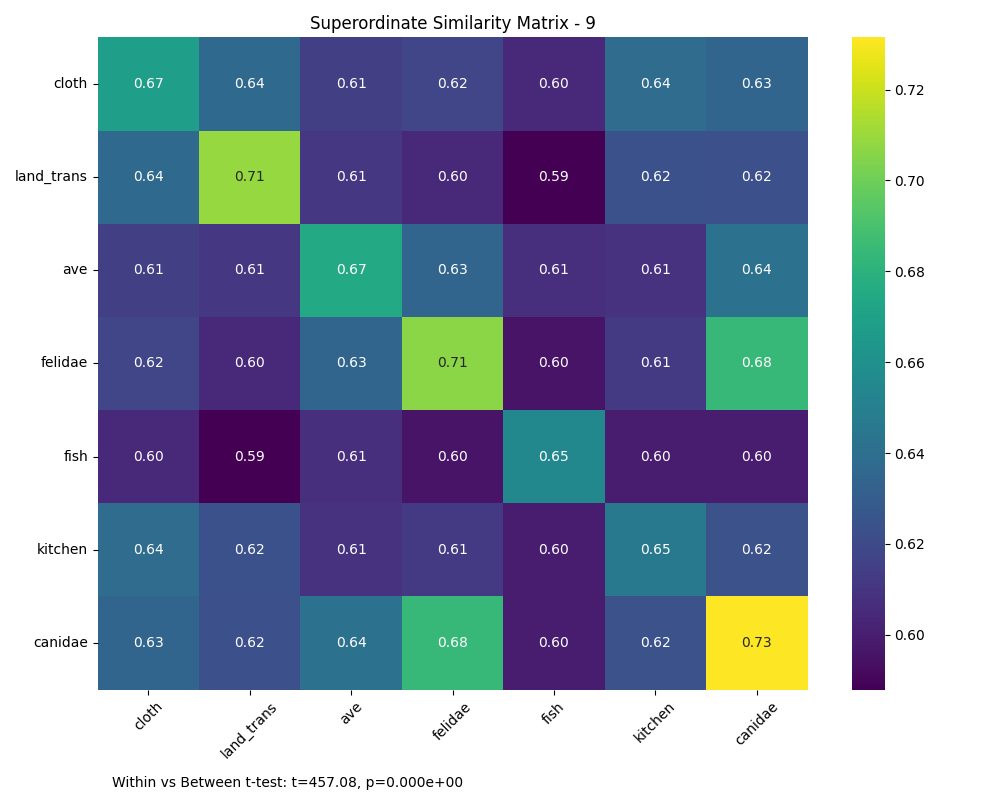 Superordinate Similarity Matrix - 9
cloth 0.67 0.64 0.61 0.62 0.60 0.64 0.63
land_trans 0.64 0.71 0.61 0.60 0.59 0.62 0.62
ave 0.61 0.61 0.67 0.63 0.61 0.61 0.64
felidae 0.62 0.60 0.63 0.71 0.60 0.61 0.68
fish 0.60 0.59 0.61 0.60 0.65 0.60 0.60
kitchen 0.64 0.62 0.61 0.61 0.60 0.65 0.62
canidae 0.63 0.62 0.64 0.68 0.60 0.62 0.73
cloth land_trans ave felidae fish kitchen canidae
0.72
0.70
0.68
0.66
0.64
0.62
0.60
Within vs Between t-test: t=457.08, p=0.000e+00